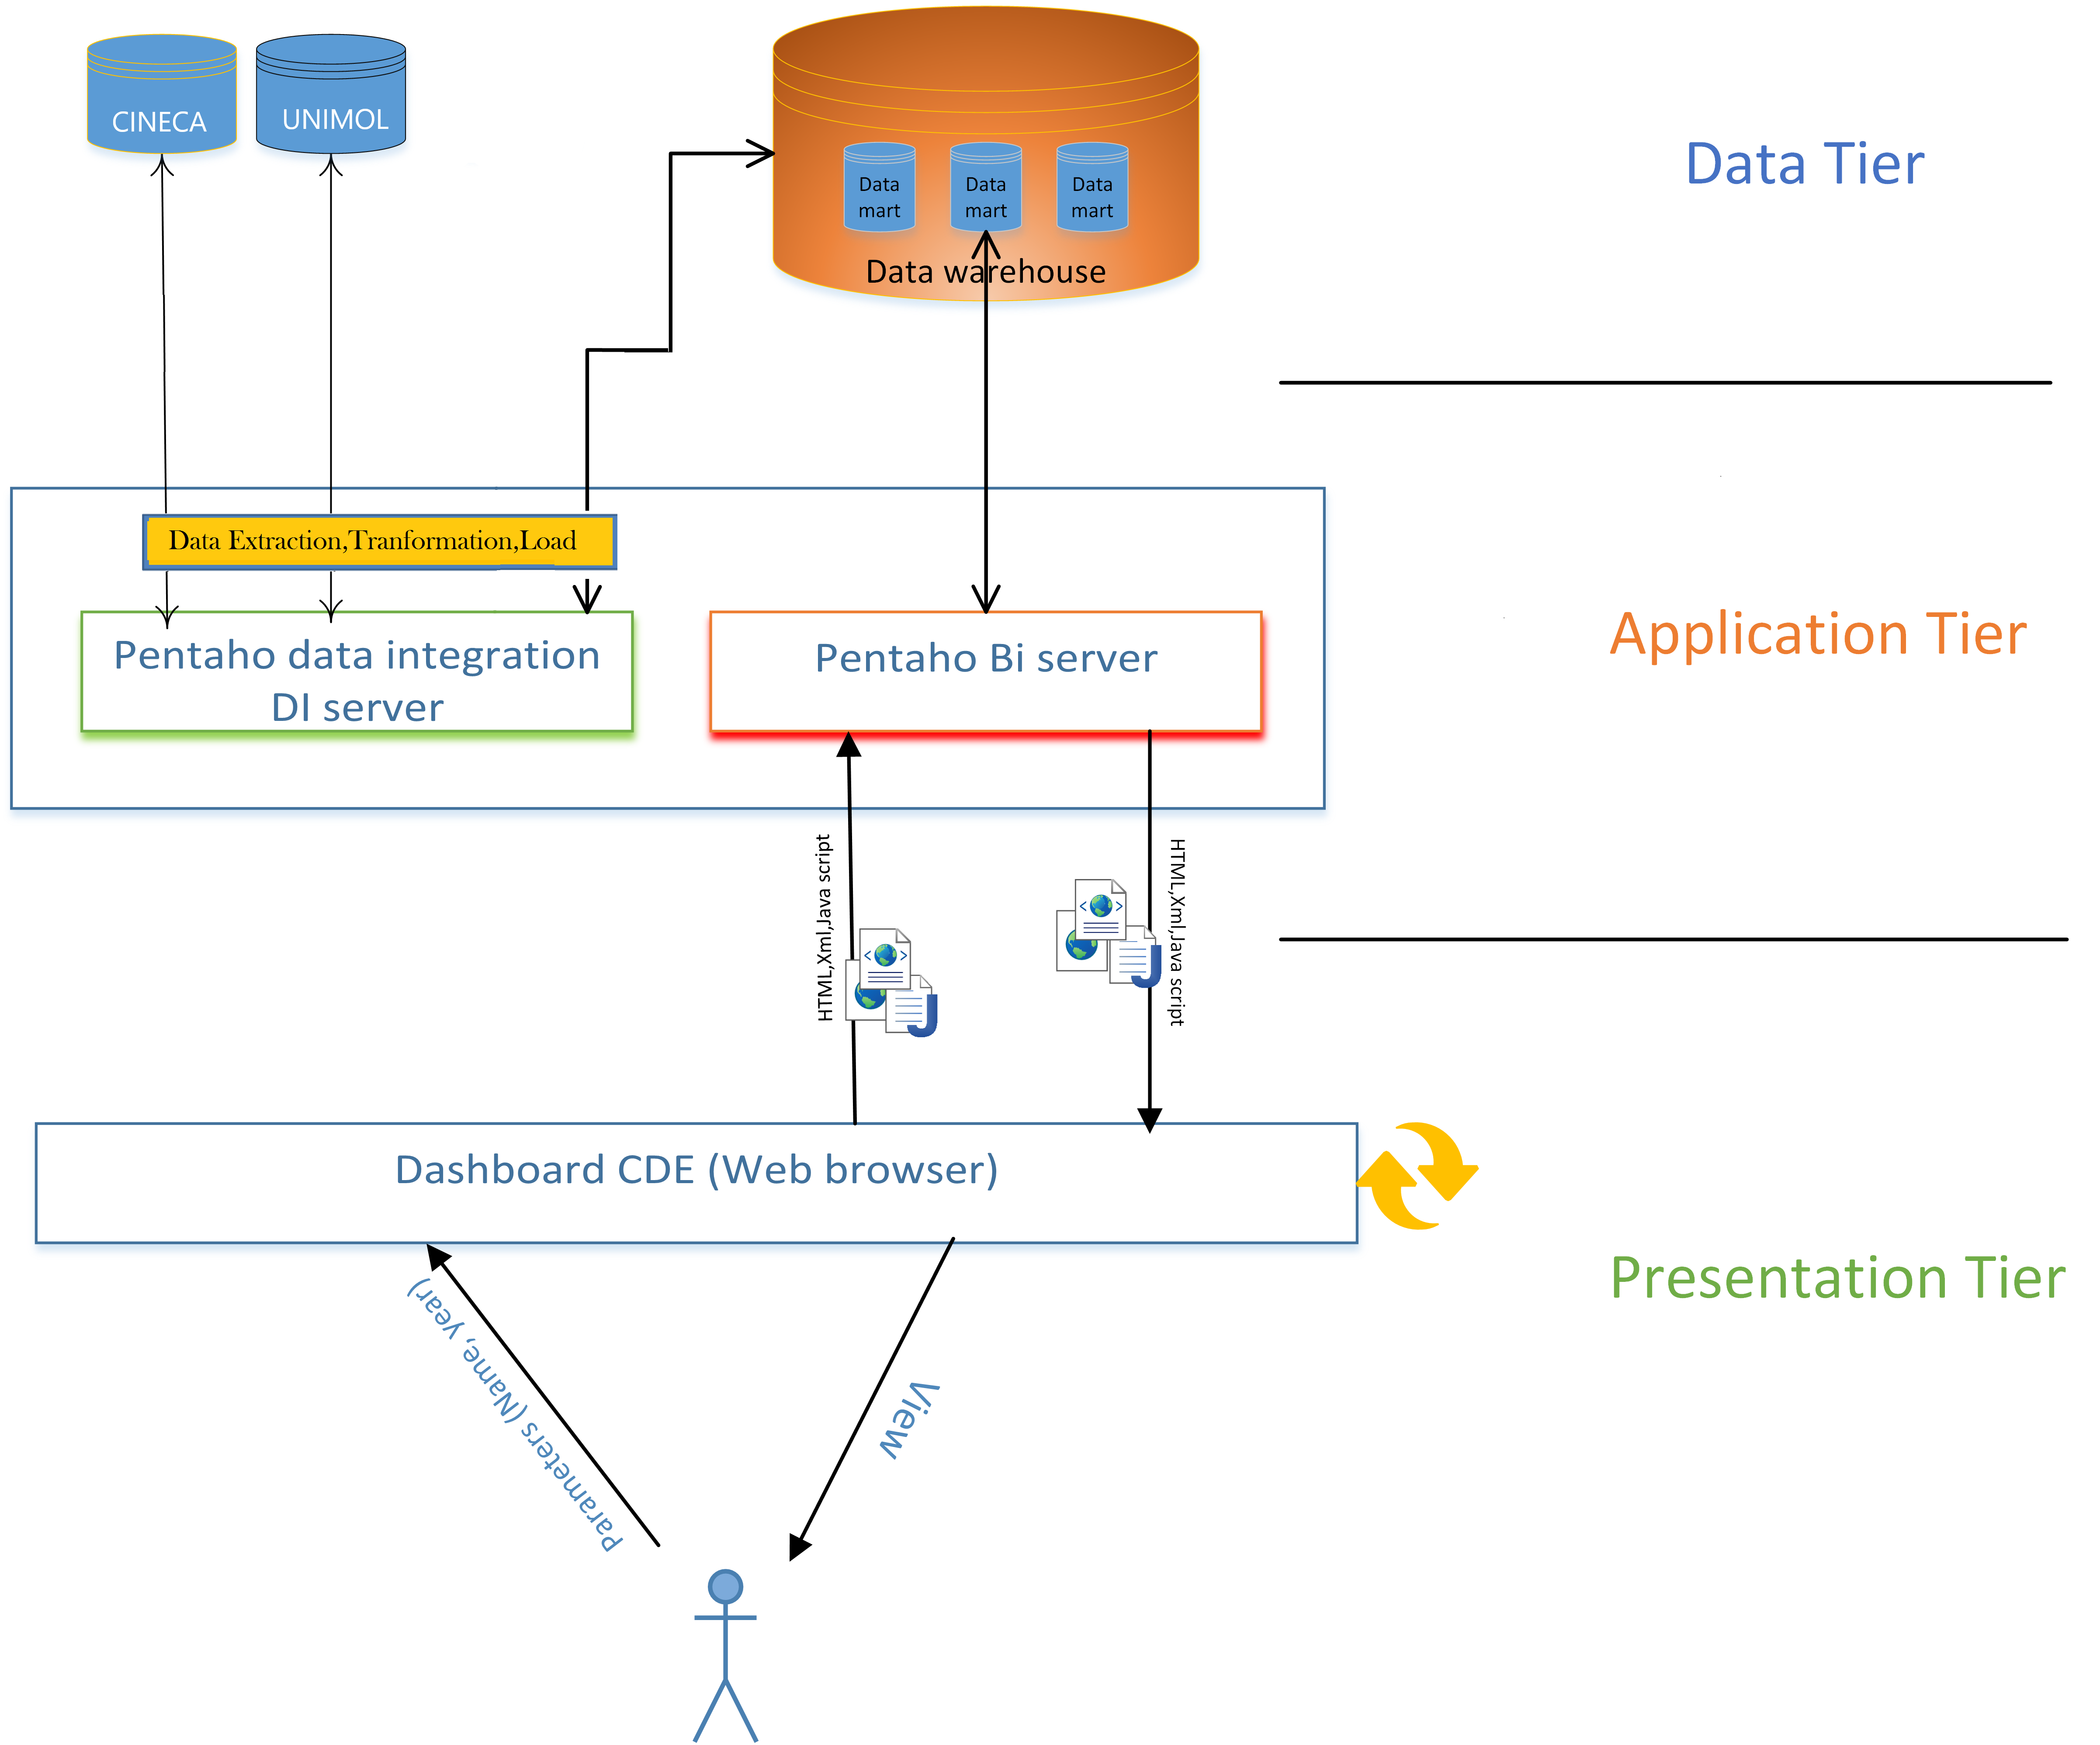 CINECA
UNIMOL
Data
mart
Data
mart
Data
mart
Data warehouse
Data Tier
Data Extraction,Tranformation,Load
Pentaho data integration
DI server
Pentaho Bi server
Application Tier
HTML,Xml,Java script
HTML,Xml,Java script
Dashboard CDE (Web browser)
Presentation Tier
Parameters (Name, year)
View